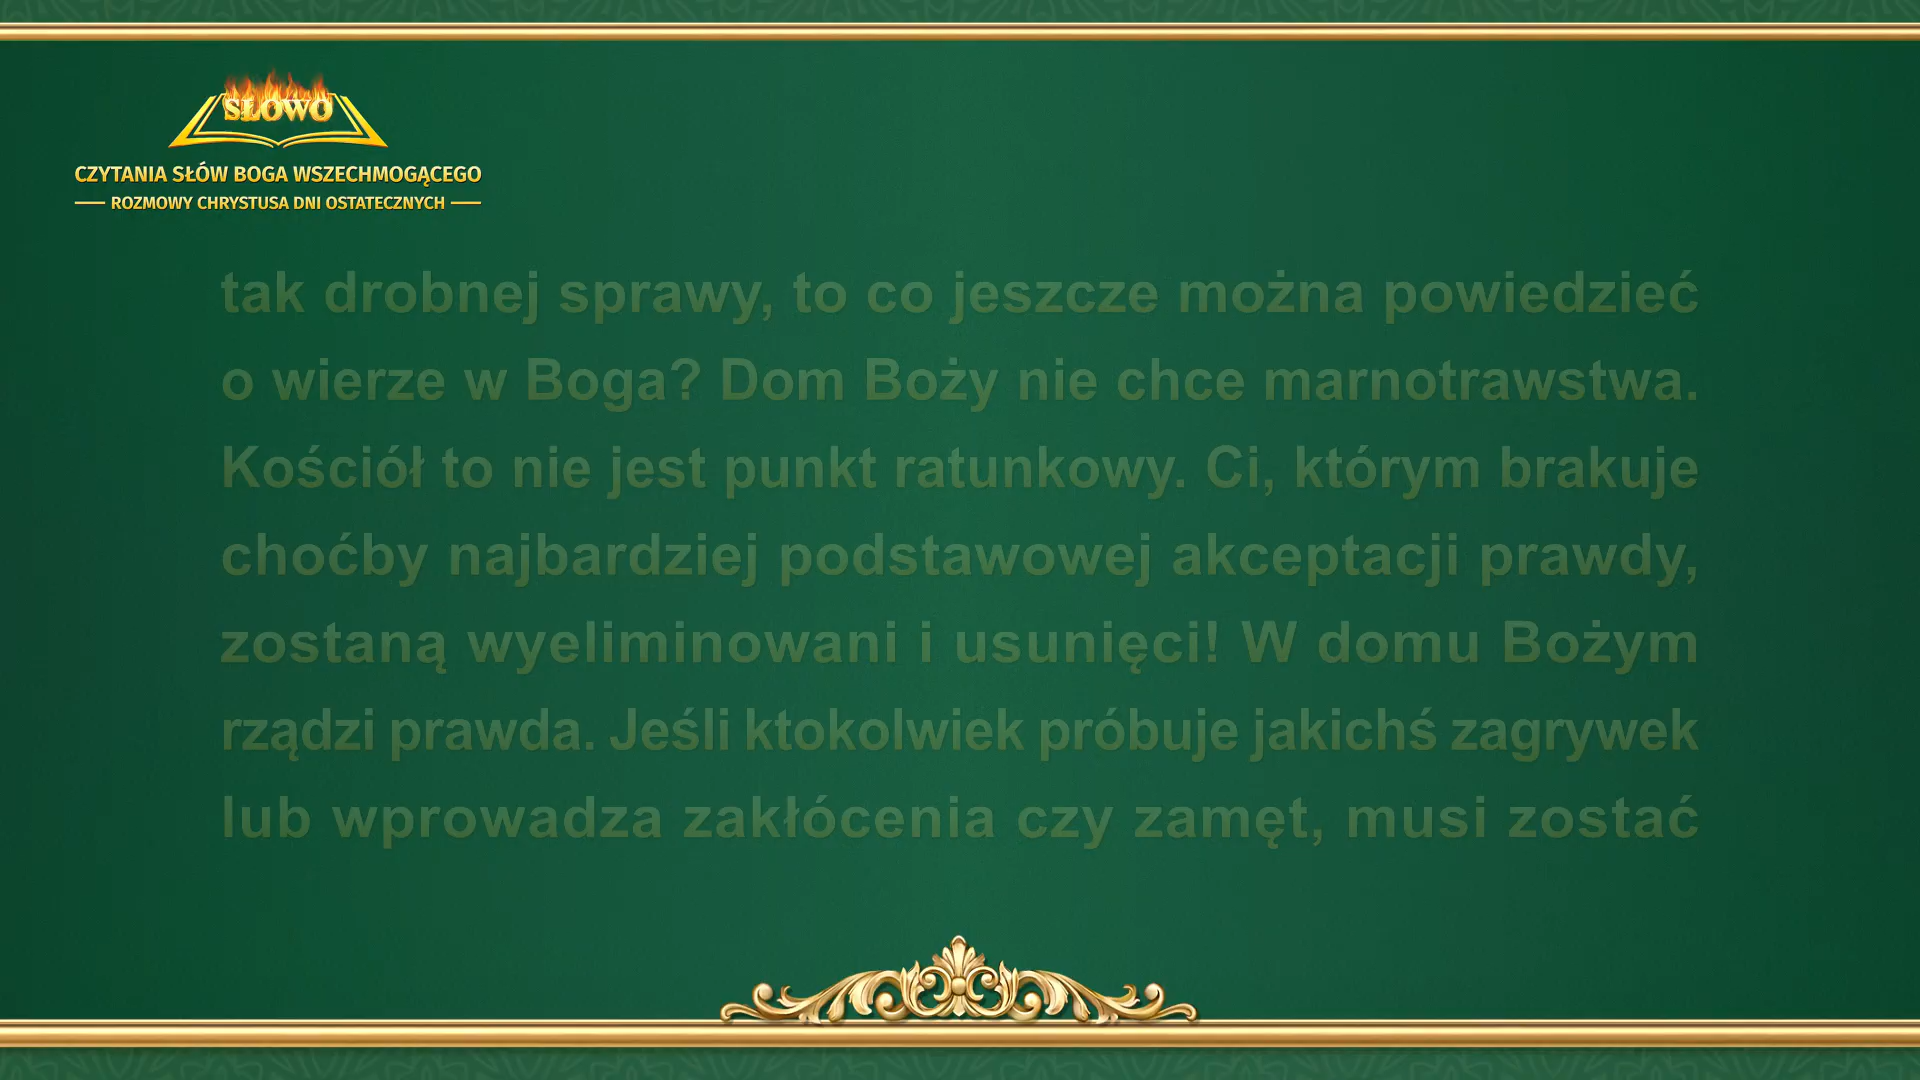 SŁOWO
CZYTANIA SŁÓW BOGA WSZECHMOGĄCEGO
ROZMOWY CHRYSTUSA DNI OSTATECZNYCH
tak drobnej sprawy, to co jeszcze można powiedzieć
o wierze w Boga? Dom Boży nie chce marnotrawstwa.
Kościół to nie jest punkt ratunkowy. Ci, którym brakuje
choćby najbardziej podstawowej akceptacji prawdy,
zostaną wyeliminowani i usunięci! W domu Bożym
rządzi prawda. Jeśli ktokolwiek próbuje jakichś zagrywek
lub wprowadza zakłócenia czy zamęt, musi zostać